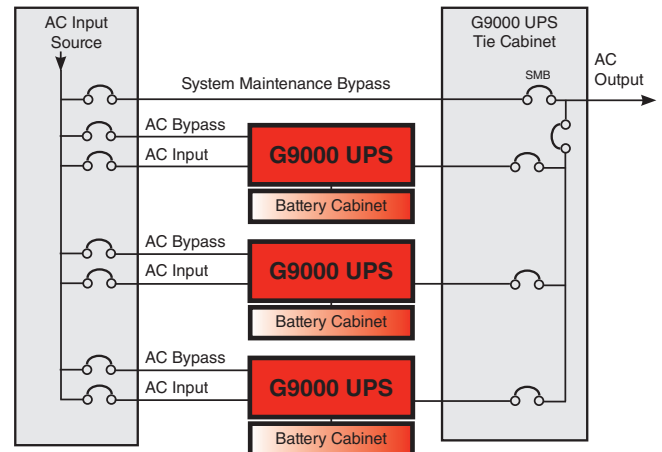 AC Input
Source
G9000 UPS
Tie Cabinet
AC
Output
System Maintenance Bypass
SMB
AC Bypass
AC Input
G9000 UPS
Battery Cabinet
AC Bypass
AC Input
G9000 UPS
Battery Cabinet
AC Bypass
AC Input
G9000 UPS
Battery Cabinet